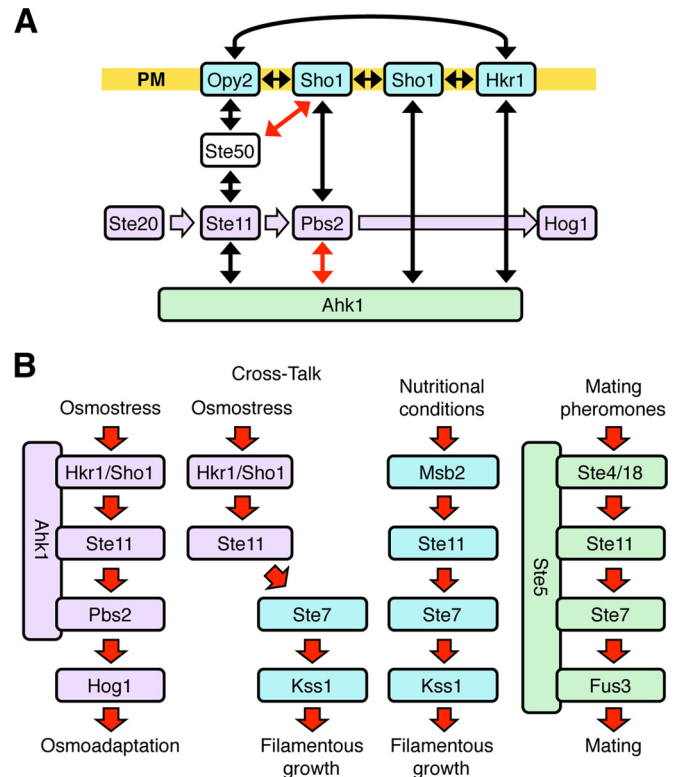 A
PM
Opy2
Sho1
Sho1
Hkr1
Ste50
Ste20
Ste11
Pbs2
Hog1
Ahk1
B
Cross-Talk
Osmostress
Hkr1/Sho1
Ste11
Pbs2
Hog1
Osmoadaptation
Ahk1
Osmostress
Hkr1/Sho1
Ste11
Ste7
Kss1
Filamentous
growth
Nutritional
conditions
Msb2
Ste11
Ste7
Kss1
Filamentous
growth
Mating
pheromones
Ste4/18
Ste11
Ste7
Fus3
Mating
Ste5